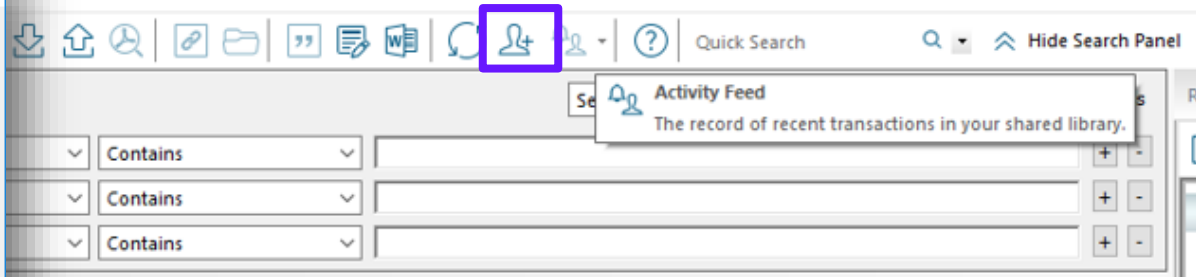 Quick Search
Hide Search Panel
Se
Activity Feed
s
R
The record of recent transactions in your shared library.
Contains
+ -
Contains
+ -
Contains
+ -